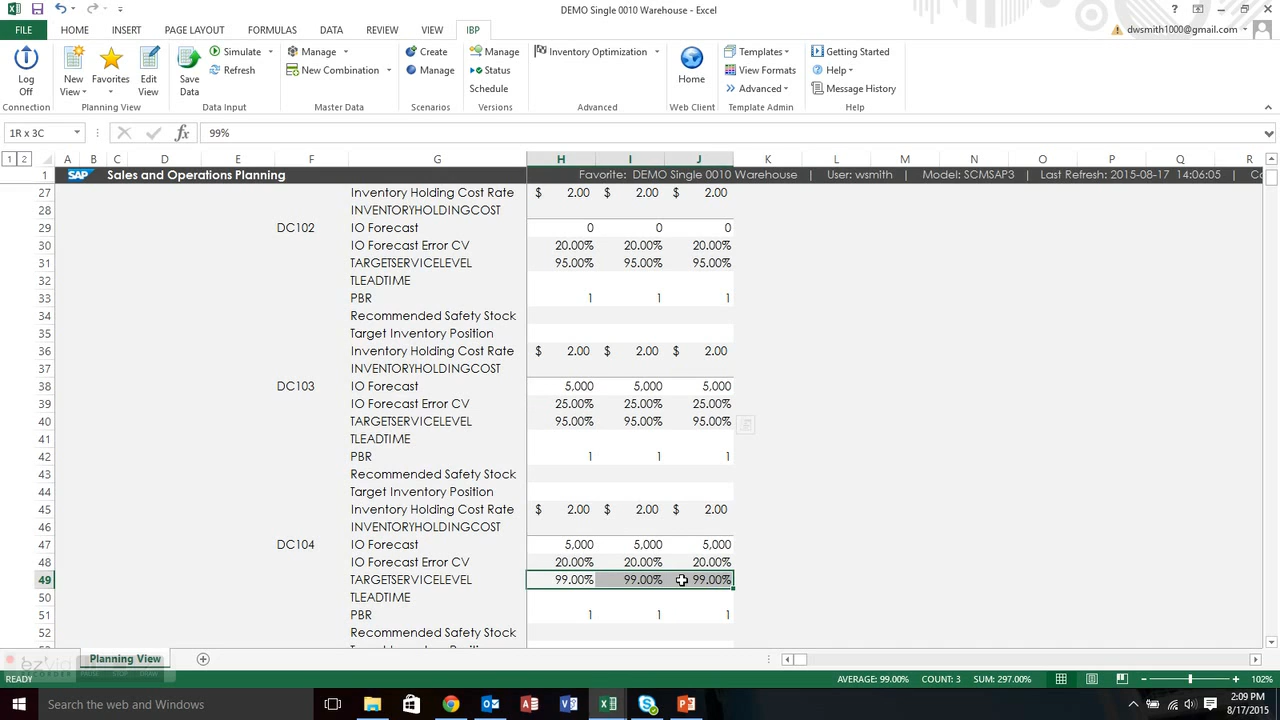 DEMO Single 0010 Warehouse - Excel
?
FILE HOME INSERT PAGE LAYOUT FORMULAS DATA REVIEW VIEW IBP
dwsmith1000@gmail.com
Log Off
New View
Favorites
Edit View
Simulate
Refresh
Save Data
Manage
New Combination
Create
Manage
Manage
Status
Schedule
Inventory Optimization
Home
Templates
View Formats
Advanced
Getting Started
Help
Message History
Connection Planning View Data Input Master Data Scenarios Versions Advanced Web Client Template Admin Help
1R x 3C fx 99%
1 2 A B C D E F G H I J K L M N O P Q R
1 SAP Sales and Operations Planning Favorite: DEMO Single 0010 Warehouse | User: wsmith | Model: SCMSAP3 | Last Refresh: 2015-08-17 14:06:05 |
27 Inventory Holding Cost Rate $ 2.00 $ 2.00 $ 2.00
28 INVENTORYHOLDINGCOST
29 DC102 IO Forecast 0 0 0
30 IO Forecast Error CV 20.00% 20.00% 20.00%
31 TARGETSERVICELEVEL 95.00% 95.00% 95.00%
32 TLEADTIME
33 PBR 1 1 1
34 Recommended Safety Stock
35 Target Inventory Position
36 Inventory Holding Cost Rate $ 2.00 $ 2.00 $ 2.00
37 INVENTORYHOLDINGCOST
38 DC103 IO Forecast 5,000 5,000 5,000
39 IO Forecast Error CV 25.00% 25.00% 25.00%
40 TARGETSERVICELEVEL 95.00% 95.00% 95.00%
41 TLEADTIME
42 PBR 1 1 1
43 Recommended Safety Stock
44 Target Inventory Position
45 Inventory Holding Cost Rate $ 2.00 $ 2.00 $ 2.00
46 INVENTORYHOLDINGCOST
47 DC104 IO Forecast 5,000 5,000 5,000
48 IO Forecast Error CV 20.00% 20.00% 20.00%
49 TARGETSERVICELEVEL 99.00% 99.00% 99.00%
50 TLEADTIME
51 PBR 1 1 1
52 Recommended Safety Stock
Planning View
READY AVERAGE: 99.00% COUNT: 3 SUM: 297.00% 102%
Search the web and Windows
2:09 PM
8/17/2015